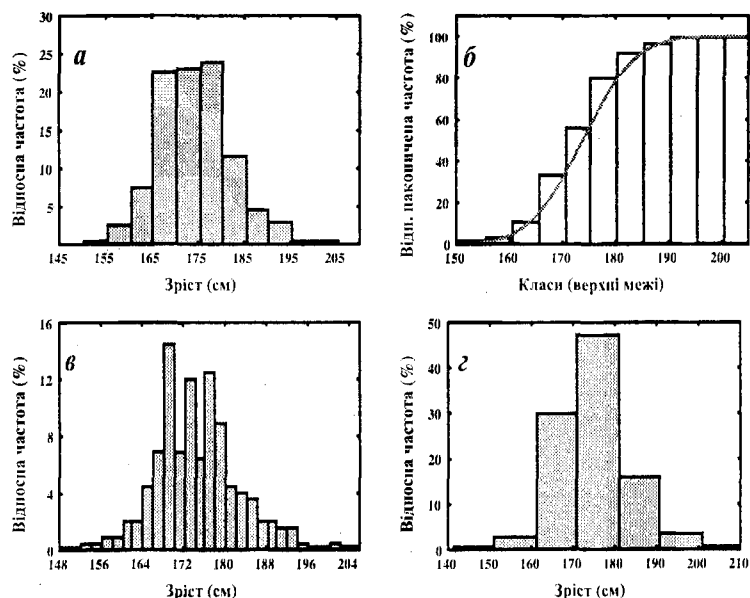 а
Відносна частота (%)
30
25
20
15
10
5
145 155 165 175 185 195 205
Зріст (см)
б
Відн. накопичена частота (%)
100
80
60
40
20
0
150 160 170 180 190 200
Класи (верхні межі)
в
Відносна частота (%)
16
12
8
4
0
148 156 164 172 180 188 196 204
Зріст (см)
г
Відносна частота (%)
50
40
30
20
10
0
140 150 160 170 180 190 200 210
Зріст (см)